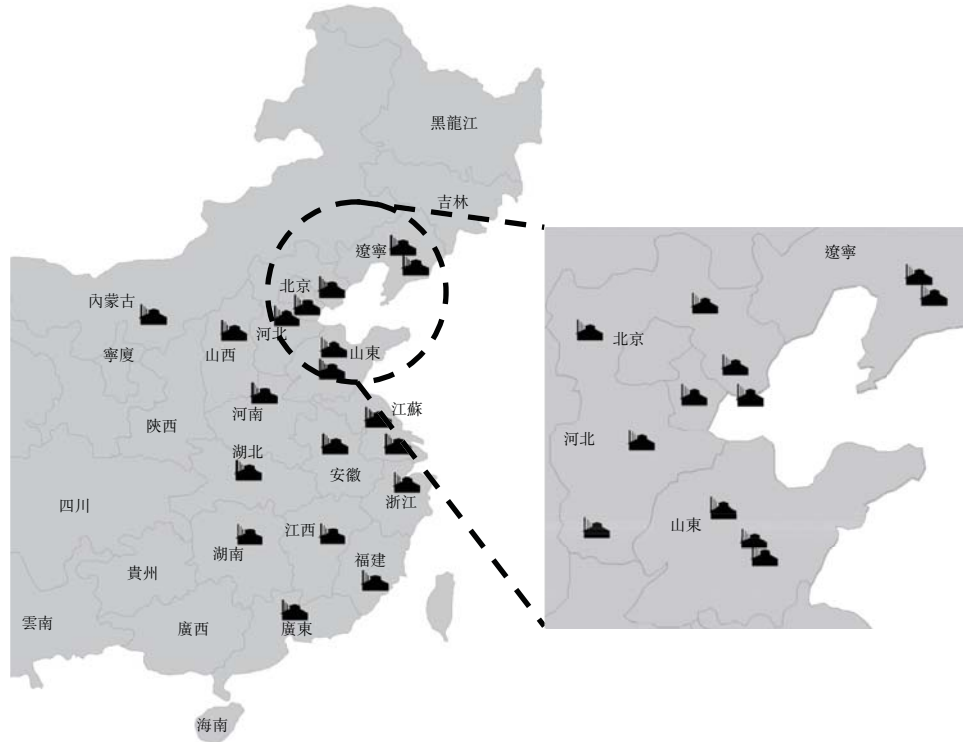 黑龍江
吉林
遼寧
北京
內蒙古
河北
山西
寧廈
山東
河南
江蘇
陝西
湖北
安徽
浙江
四川
江西
湖南
福建
貴州
雲南
廣西
廣東
海南
遼寧
北京
河北
山東